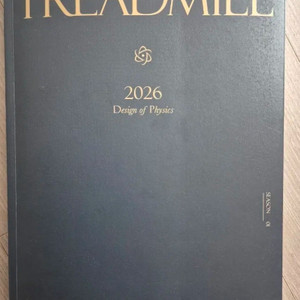 TREADMILL
2026
Design of Physics
SEASON 01